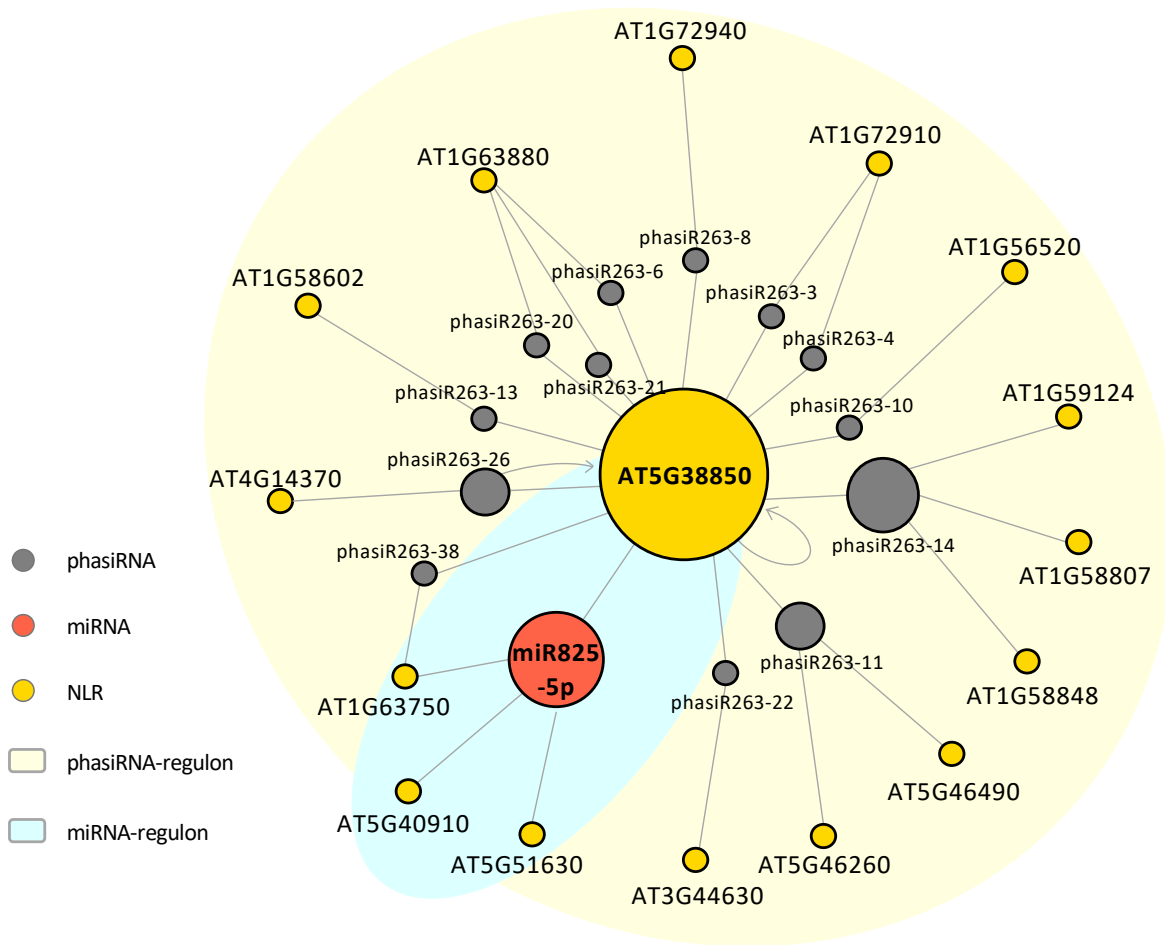 AT1G72940
AT1G72910
AT1G63880
phasiR263-8
AT1G56520
phasiR263-6
AT1G58602
phasiR263-3
phasiR263-20
phasiR263-4
phasiR263-21
phasiR263-13
AT1G59124
phasiR263-10
phasiR263-26
AT5G38850
AT4G14370
phasiR263-14
phasiR263-38
phasiRNA
AT1G58807
miRNA
miR825
-5p
phasiR263-11
NLR
AT1G58848
phasiR263-22
AT1G63750
phasiRNA-regulon
AT5G46490
AT5G40910
miRNA-regulon
AT5G51630
AT5G46260
AT3G44630